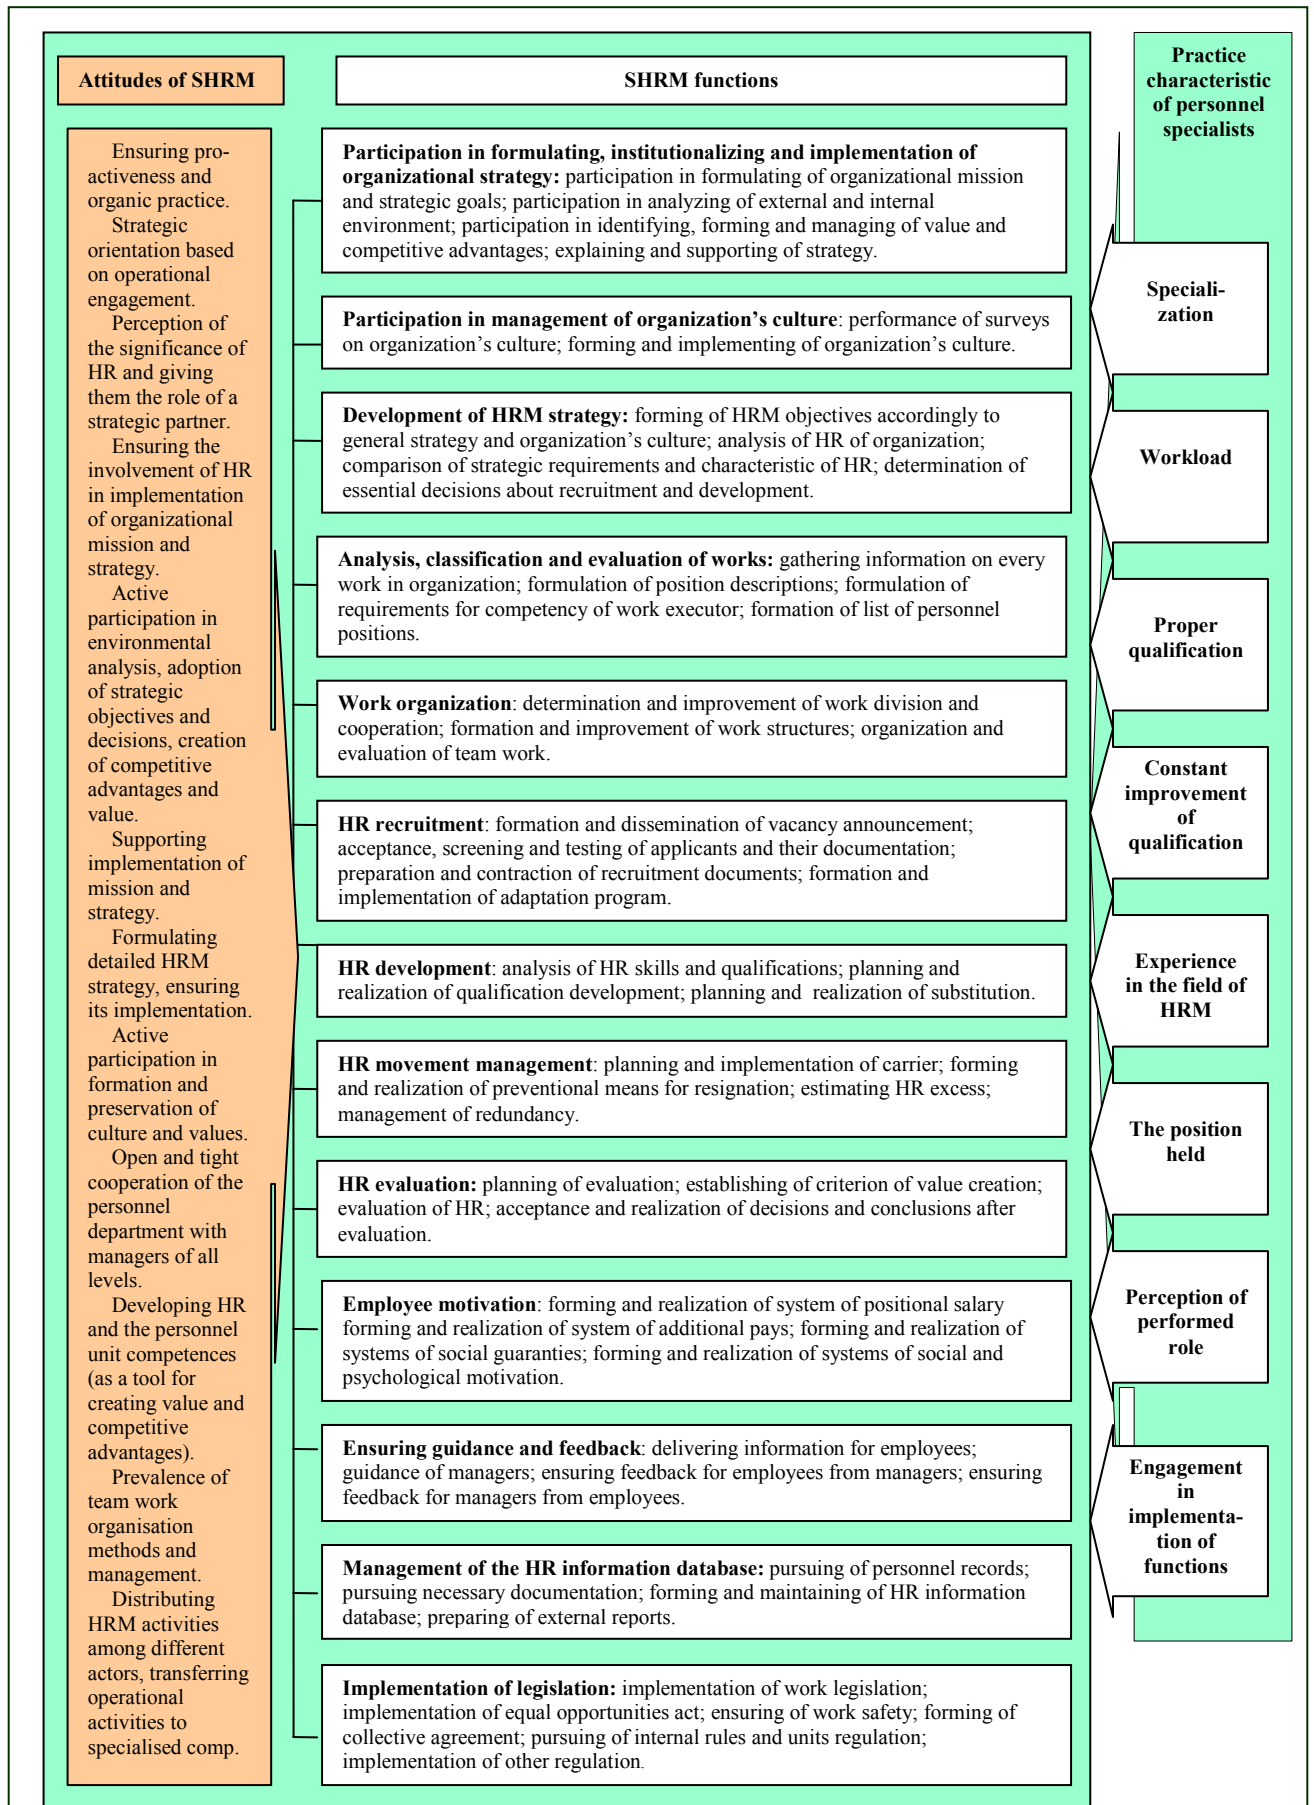 Attitudes of SHRM
Ensuring pro-
activeness and
organic practice.
Strategic
orientation based
on operational
engagement.
Perception of
the significance of
HR and giving
them the role of a
strategic partner.
Ensuring the
involvement of HR
in implementation
of organizational
mission and
strategy.
Active
participation in
environmental
analysis, adoption
of strategic
objectives and
decisions, creation
of competitive
advantages and
value.
Supporting
implementation of
mission and
strategy.
Formulating
detailed HRM
strategy, ensuring
its implementation.
Active
participation in
formation and
preservation of
culture and values.
Open and tight
cooperation of the
personnel
department with
managers of all
levels.
Developing HR
and the personnel
unit competences
(as a tool for
creating value and
competitive
advantages).
Prevalence of
team work
organisation
methods and
management.
Distributing
HRM activities
among different
actors, transferring
operational
activities to
specialised comp.
SHRM functions
Participation in formulating, institutionalizing and implementation of
organizational strategy: participation in formulating of organizational mission
and strategic goals; participation in analyzing of external and internal
environment; participation in identifying, forming and managing of value and
competitive advantages; explaining and supporting of strategy.
Participation in management of organization’s culture: performance of surveys
on organization’s culture; forming and implementing of organization’s culture.
Development of HRM strategy: forming of HRM objectives accordingly to
general strategy and organization’s culture; analysis of HR of organization;
comparison of strategic requirements and characteristic of HR; determination of
essential decisions about recruitment and development.
Analysis, classification and evaluation of works: gathering information on every
work in organization; formulation of position descriptions; formulation of
requirements for competency of work executor; formation of list of personnel
positions.
Work organization: determination and improvement of work division and
cooperation; formation and improvement of work structures; organization and
evaluation of team work.
HR recruitment: formation and dissemination of vacancy announcement;
acceptance, screening and testing of applicants and their documentation;
preparation and contraction of recruitment documents; formation and
implementation of adaptation program.
HR development: analysis of HR skills and qualifications; planning and
realization of qualification development; planning and realization of substitution.
HR movement management: planning and implementation of carrier; forming
and realization of preventional means for resignation; estimating HR excess;
management of redundancy.
HR evaluation: planning of evaluation; establishing of criterion of value creation;
evaluation of HR; acceptance and realization of decisions and conclusions after
evaluation.
Employee motivation: forming and realization of system of positional salary
forming and realization of system of additional pays; forming and realization of
systems of social guaranties; forming and realization of systems of social and
psychological motivation.
Ensuring guidance and feedback: delivering information for employees;
guidance of managers; ensuring feedback for employees from managers; ensuring
feedback for managers from employees.
Management of the HR information database: pursuing of personnel records;
pursuing necessary documentation; forming and maintaining of HR information
database; preparing of external reports.
Implementation of legislation: implementation of work legislation;
implementation of equal opportunities act; ensuring of work safety; forming of
collective agreement; pursuing of internal rules and units regulation;
implementation of other regulation.
Practice
characteristic
of personnel
specialists
Speciali-
zation
Workload
Proper
qualification
Constant
improvement
of
qualification
Experience
in the field of
HRM
The position
held
Perception of
performed
role
Engagement
in
implementa-
tion of
functions